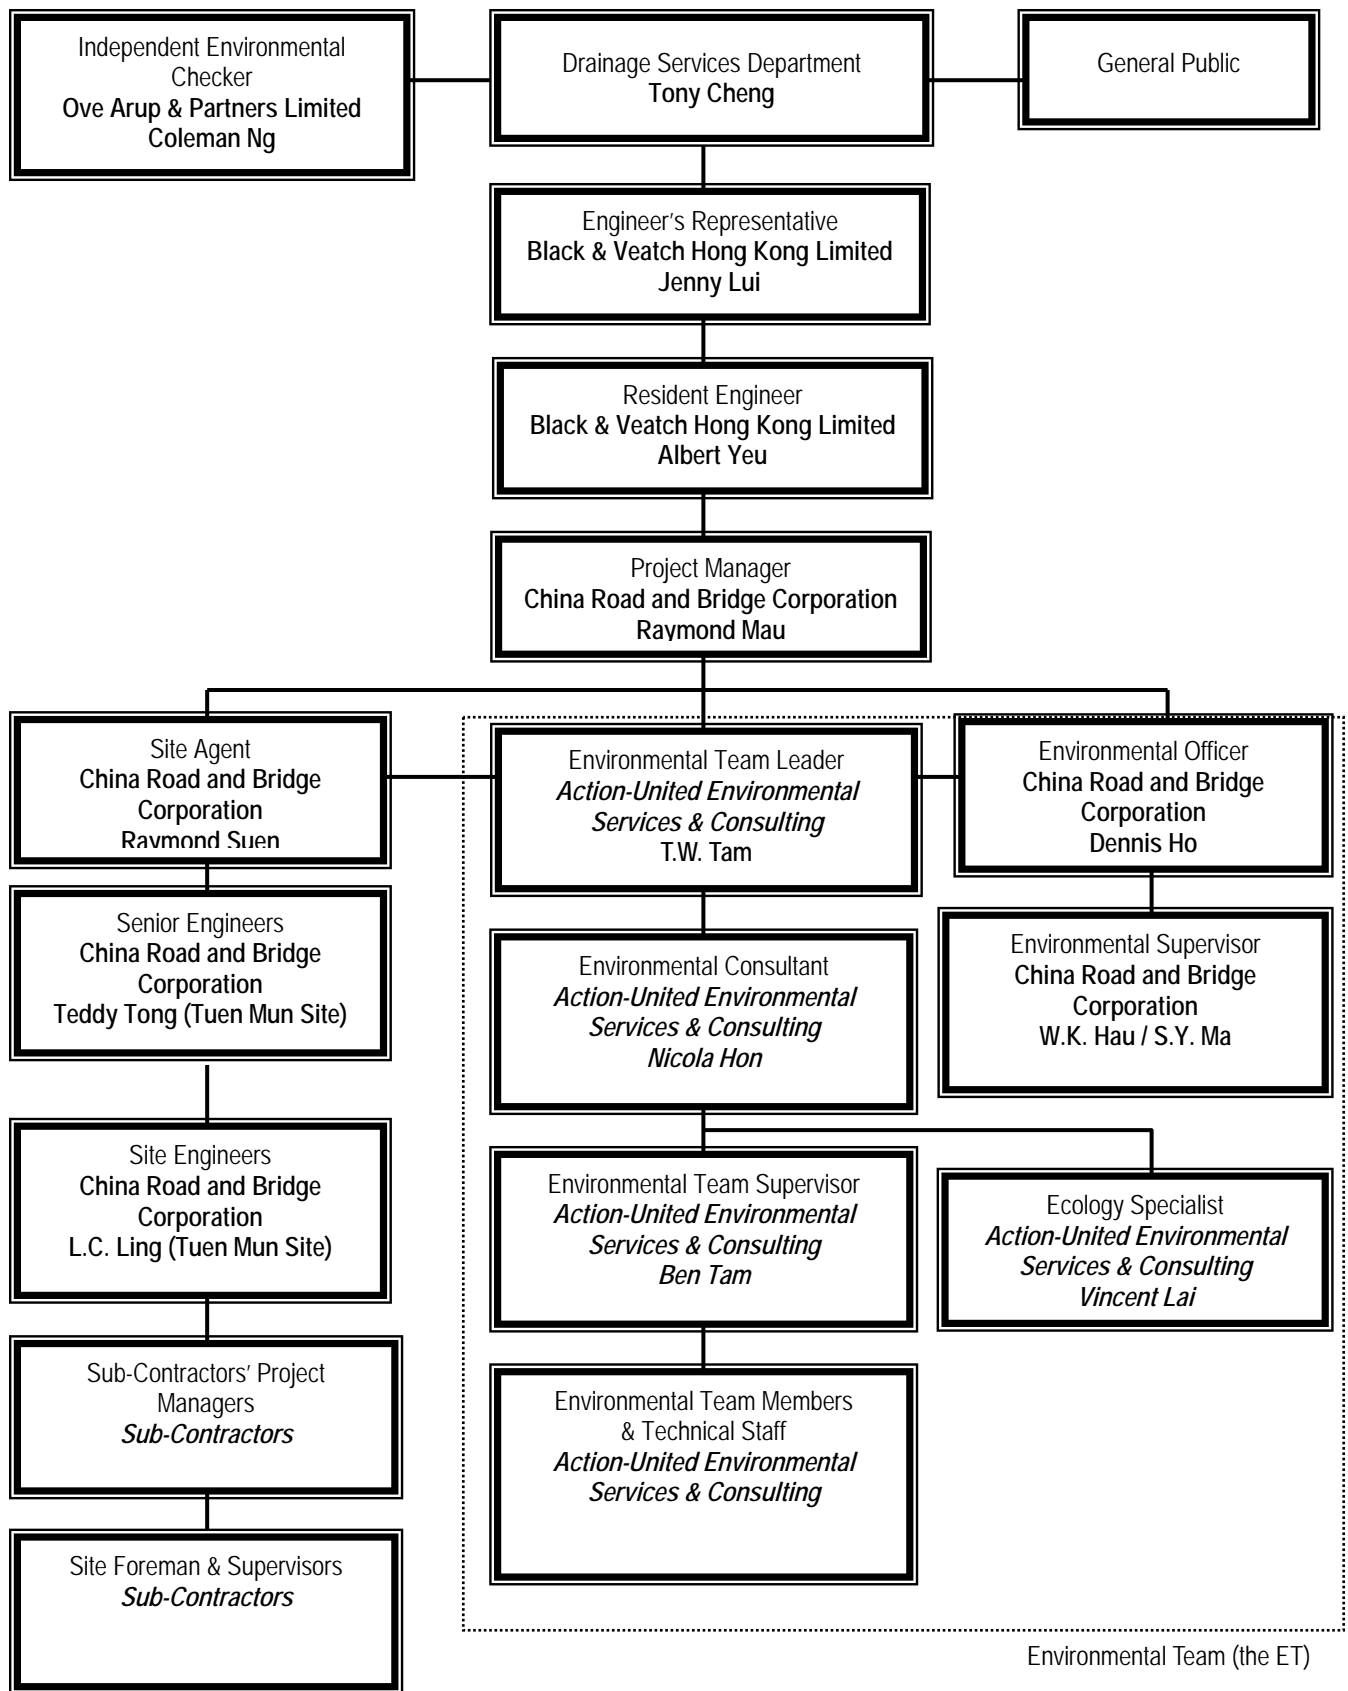 Independent Environmental
Checker
Ove Arup & Partners Limited
Coleman Ng
Drainage Services Department
Tony Cheng
General Public
Engineer's Representative
Black & Veatch Hong Kong Limited
Jenny Lui
Resident Engineer
Black & Veatch Hong Kong Limited
Albert Yeu
Project Manager
China Road and Bridge Corporation
Raymond Mau
Site Agent
China Road and Bridge
Corporation
Raymond Suen
Environmental Team Leader
Action-United Environmental
Services & Consulting
T.W. Tam
Environmental Officer
China Road and Bridge
Corporation
Dennis Ho
Senior Engineers
China Road and Bridge
Corporation
Teddy Tong (Tuen Mun Site)
Environmental Consultant
Action-United Environmental
Services & Consulting
Nicola Hon
Environmental Supervisor
China Road and Bridge
Corporation
W.K. Hau / S.Y. Ma
Site Engineers
China Road and Bridge
Corporation
L.C. Ling (Tuen Mun Site)
Environmental Team Supervisor
Action-United Environmental
Services & Consulting
Ben Tam
Ecology Specialist
Action-United Environmental
Services & Consulting
Vincent Lai
Sub-Contractors' Project
Managers
Sub-Contractors
Environmental Team Members
& Technical Staff
Action-United Environmental
Services & Consulting
Site Foreman & Supervisors
Sub-Contractors
Environmental Team (the ET)